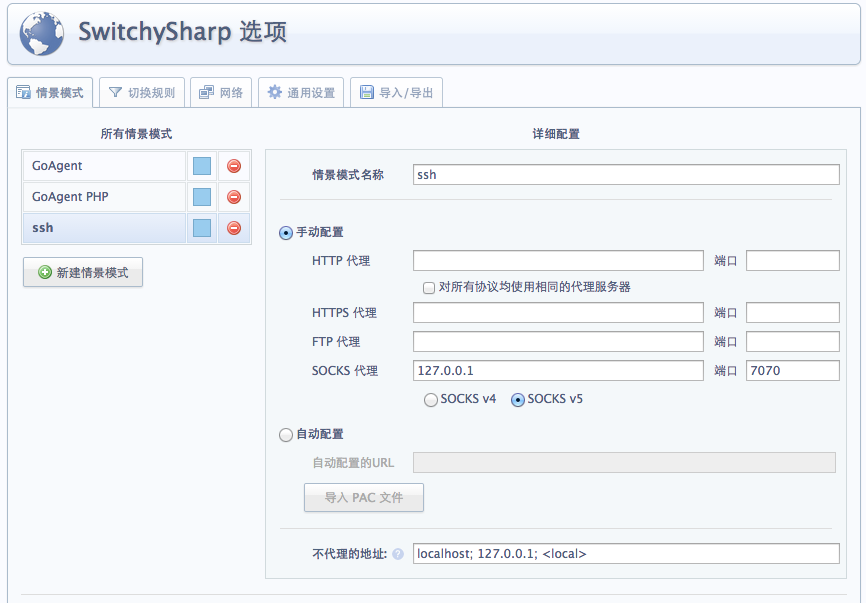 SwitchySharp 选项
情景模式 切换规则 网络 通用设置 导入/导出
所有情景模式
GoAgent
GoAgent PHP
ssh
新建情景模式
详细配置
情景模式名称 ssh
手动配置
HTTP 代理 端口
对所有协议均使用相同的代理服务器
HTTPS 代理 端口
FTP 代理 端口
SOCKS 代理 127.0.0.1 端口 7070
SOCKS v4 SOCKS v5
自动配置
自动配置的URL
导入 PAC 文件
不代理的地址: ? localhost; 127.0.0.1; <local>